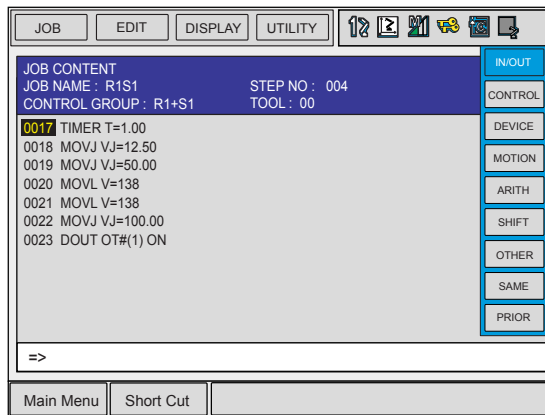 JOB EDIT DISPLAY UTILITY
JOB CONTENT
JOB NAME : R1S1 STEP NO : 004
CONTROL GROUP : R1+S1 TOOL : 00
0017 TIMER T=1.00
0018 MOVJ VJ=12.50
0019 MOVJ VJ=50.00
0020 MOVL V=138
0021 MOVL V=138
0022 MOVJ VJ=100.00
0023 DOUT OT#(1) ON
IN/OUT
CONTROL
DEVICE
MOTION
ARITH
SHIFT
OTHER
SAME
PRIOR
=>
Main Menu Short Cut